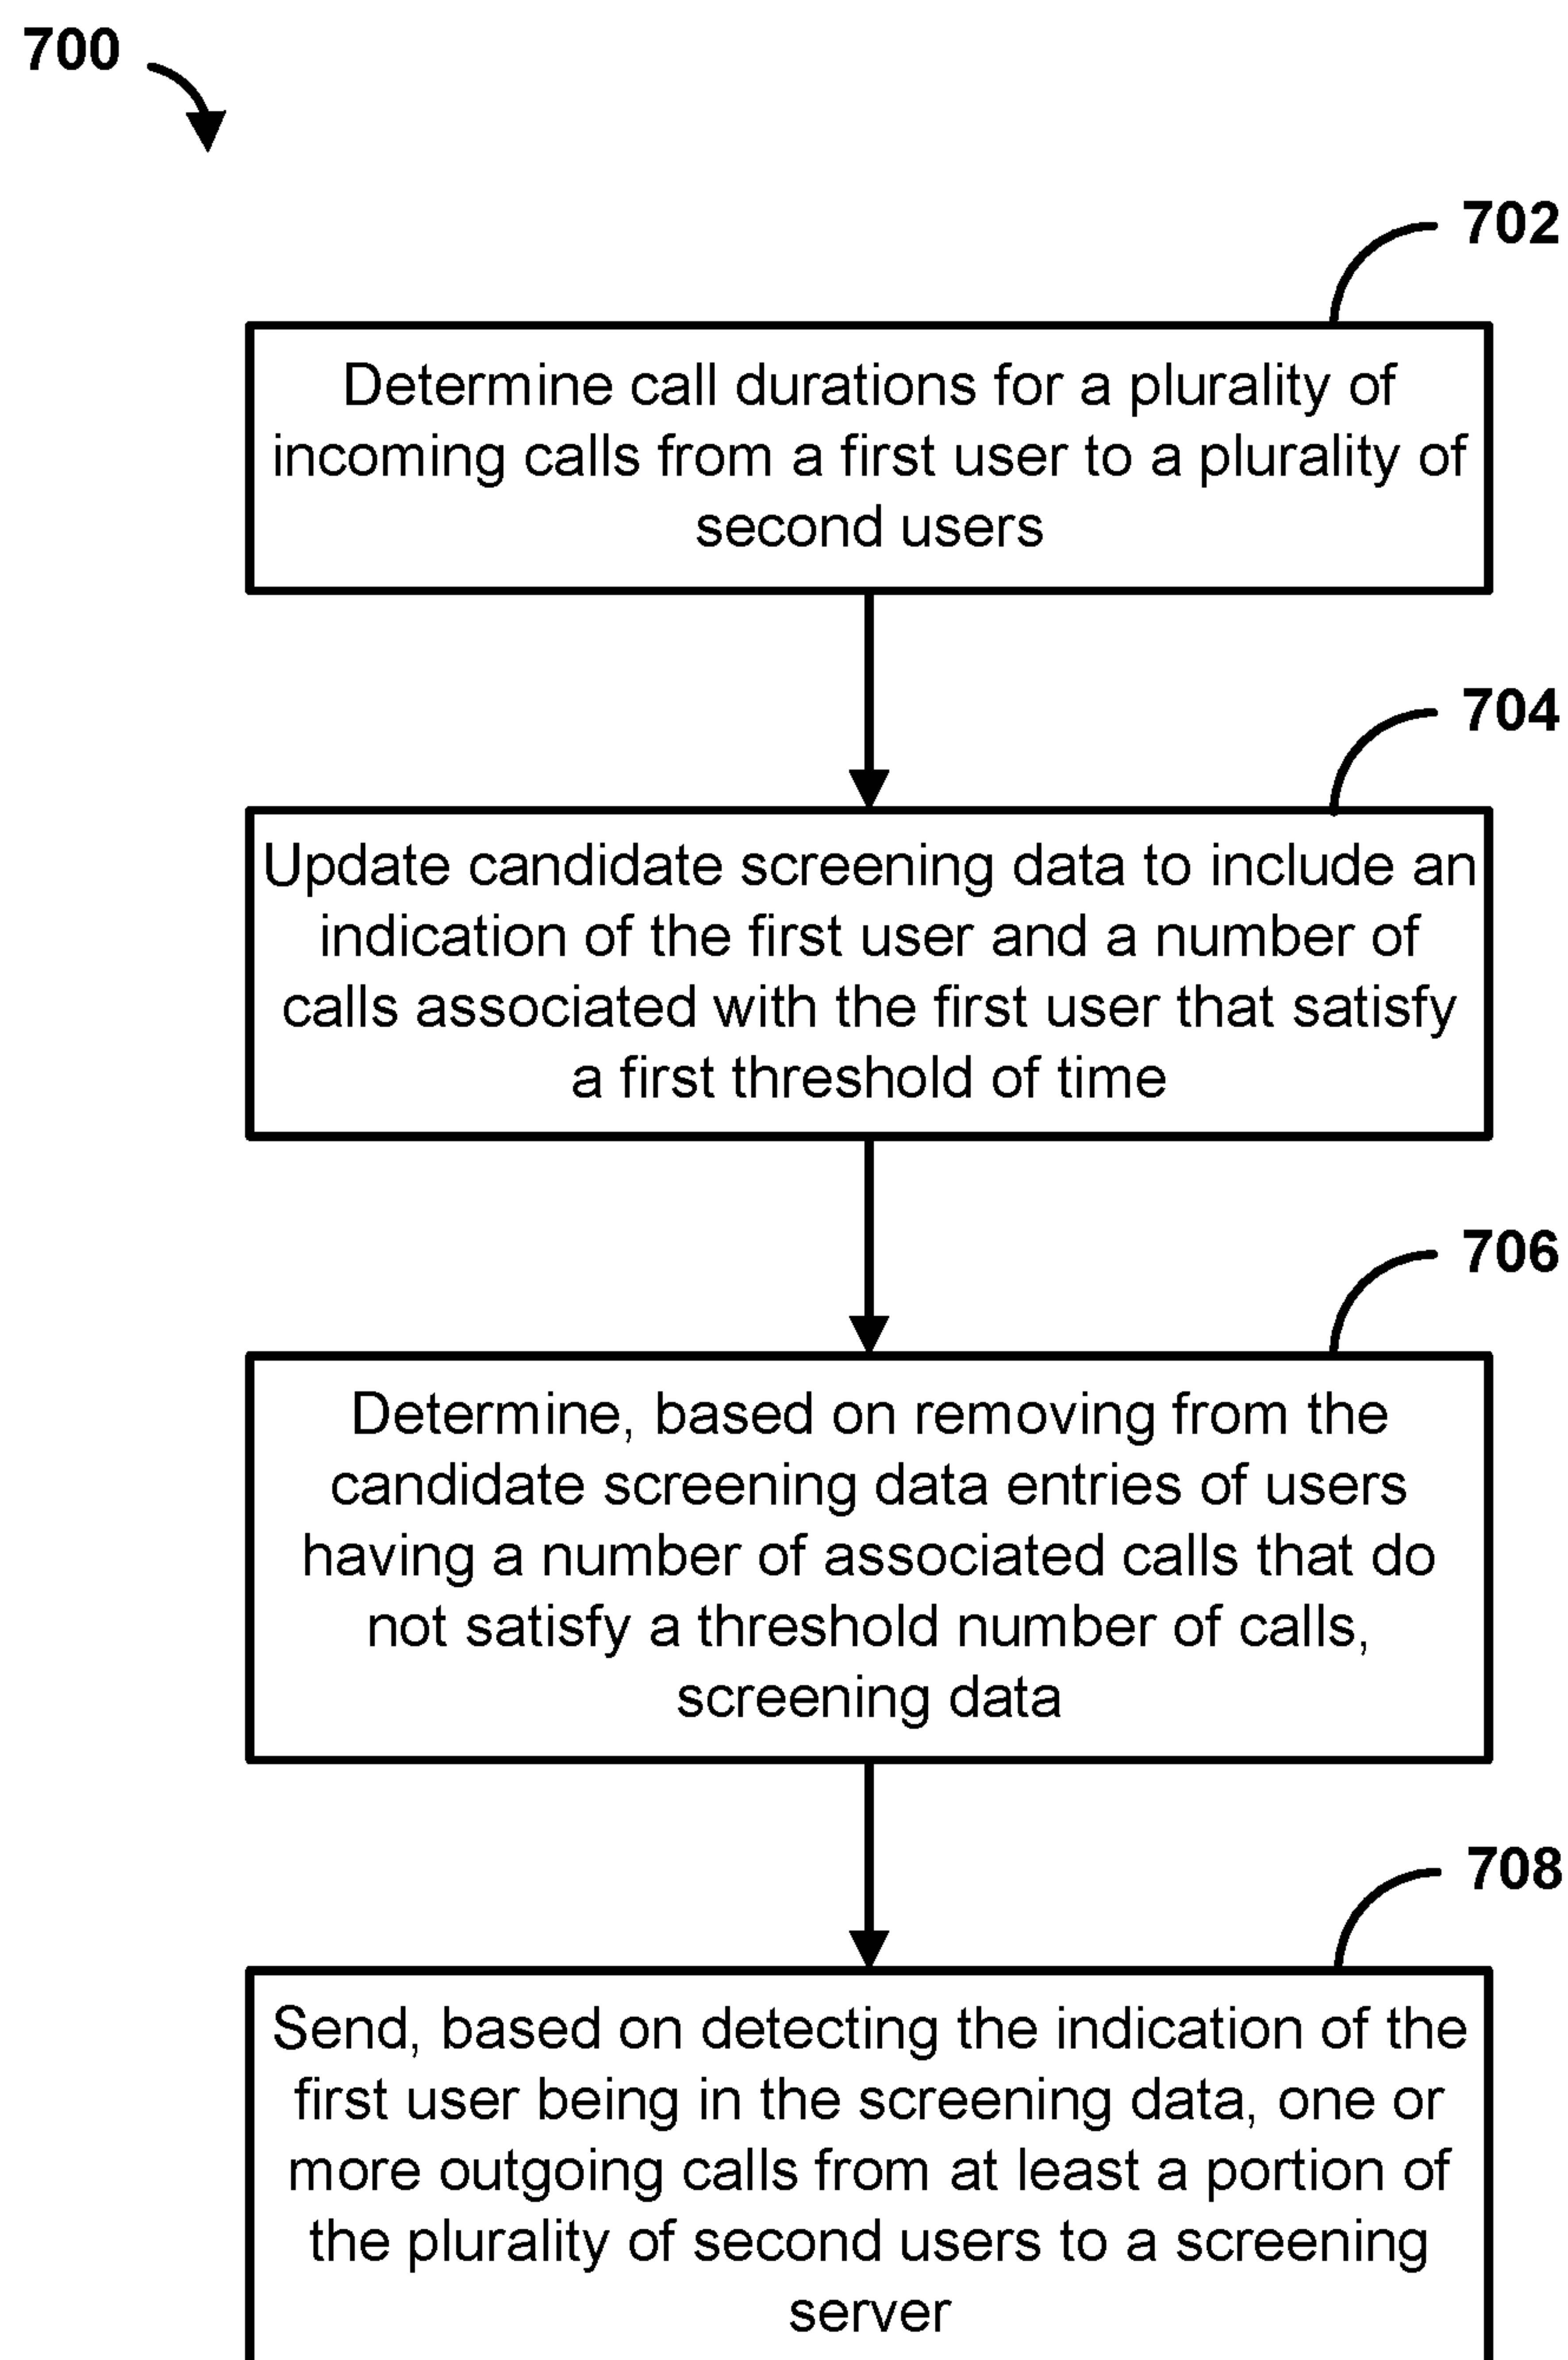 700
702
Determine call durations for a plurality of
incoming calls from a first user to a plurality of
second users
704
Update candidate screening data to include an
indication of the first user and a number of
calls associated with the first user that satisfy
a first threshold of time
706
Determine, based on removing from the
candidate screening data entries of users
having a number of associated calls that do
not satisfy a threshold number of calls,
screening data
708
Send, based on detecting the indication of the
first user being in the screening data, one or
more outgoing calls from at least a portion of
the plurality of second users to a screening
server